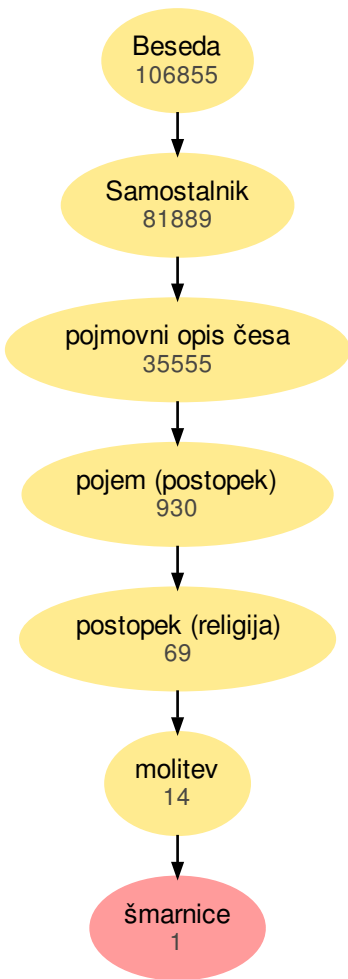 Beseda
106855
Samostalnik
81889
pojmovni opis česa
35555
pojem (postopek)
930
postopek (religija)
69
molitev
14
šmarnice
1